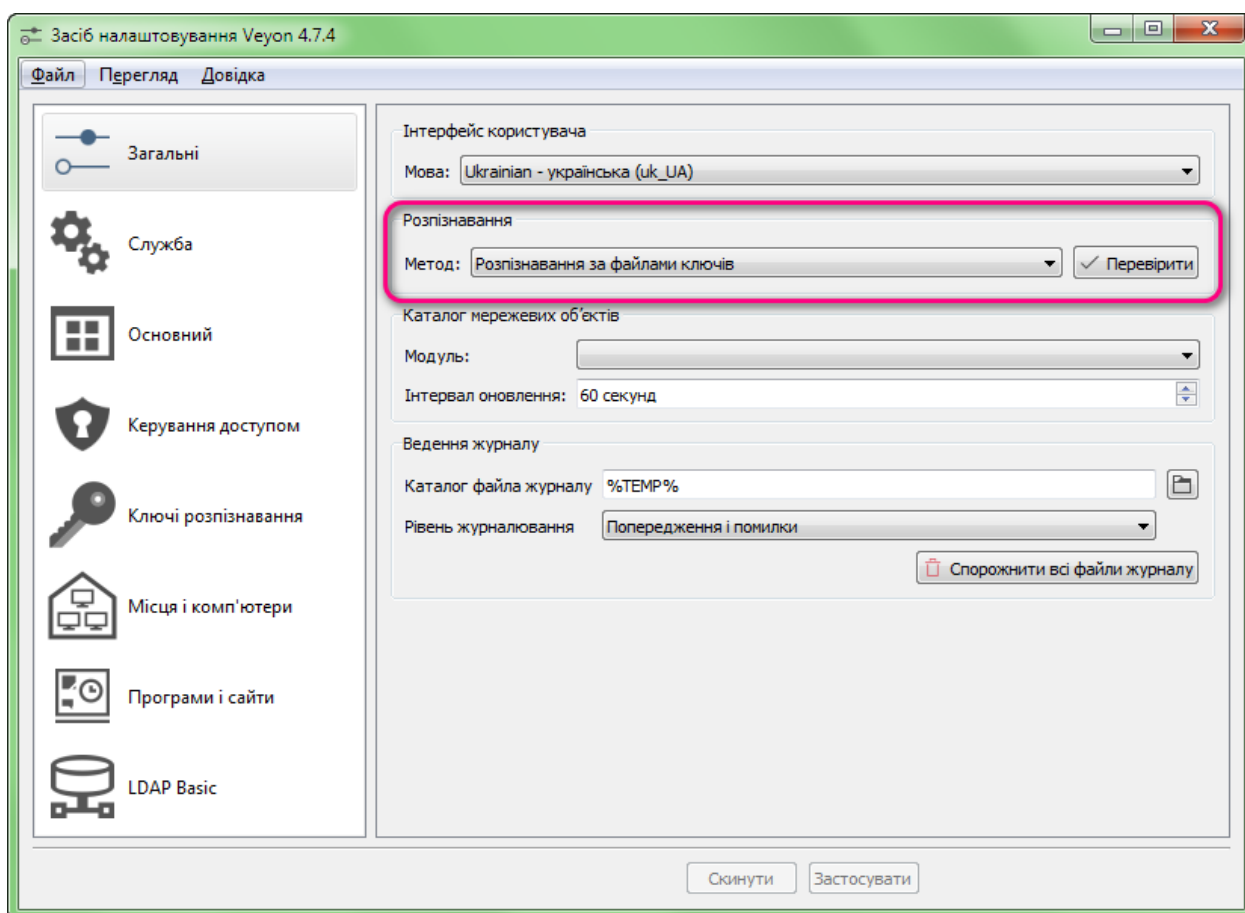 Засіб налаштовування Veyon 4.7.4
Файл Перегляд Довідка
Загальні
Служба
Основний
Керування доступом
Ключі розпізнавання
Місця і комп'ютери
Програми і сайти
LDAP Basic
Інтерфейс користувача
Мова: Ukrainian - українська (uk_UA)
Розпізнавання
Метод: Розпізнавання за файлами ключів Перевірити
Каталог мережевих об'єктів
Модуль:
Інтервал оновлення: 60 секунд
Ведення журналу
Каталог файла журналу %TEMP%
Рівень журналювання Попередження і помилки
Спорожнити всі файли журналу
Скинути Застосувати